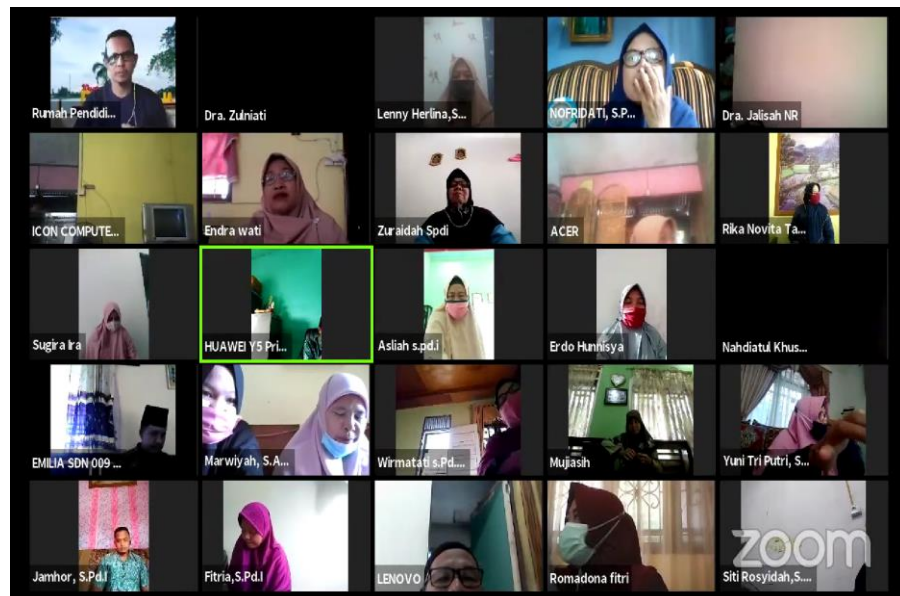 Rumah Pendidi...
Dra. Zulniati
Lenny Herlina,S...
NOFRIDATI, S.P...
Dra. Jalisah NR
ICON COMPUTE...
Endra wati
Zuraidah Spdi
ACER
Rika Novita Ta...
Sugira Ira
HUAWEI Y5 Pri...
Asliah s.pd.i
Erdo Hunnisya
Nahdiatul Khus...
EMILIA SDN 009 ...
Marwiyah, S.A...
Wirmatati s.Pd....
Mujiasih
Yuni Tri Putri, S...
Jamhor, S.Pd.I
Fitria,S.Pd.I
LENOVO
Romadona fitri
Siti Rosyidah,S....
zoom